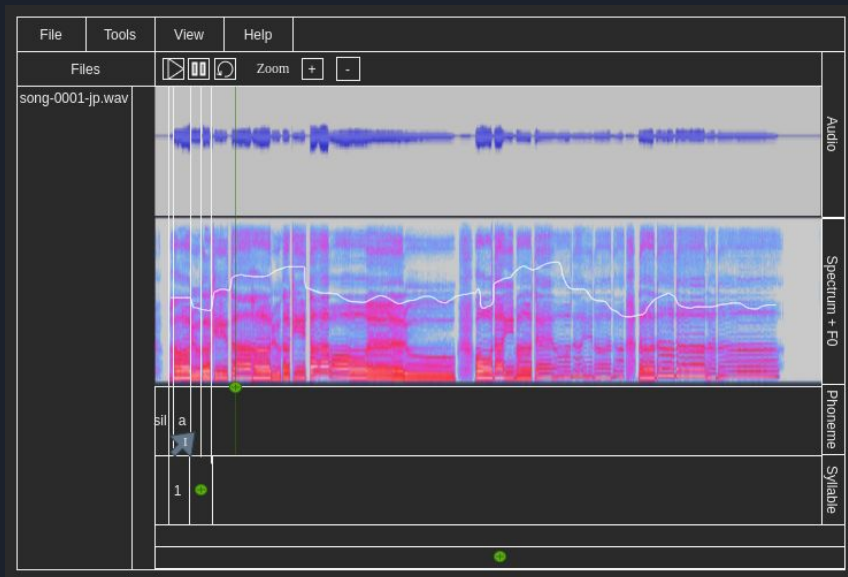 File Tools View Help
Files
Zoom + -
song-0001-jp.wav
Audio
Spectrum + F0
sil a
I
Phoneme
1
Syllable